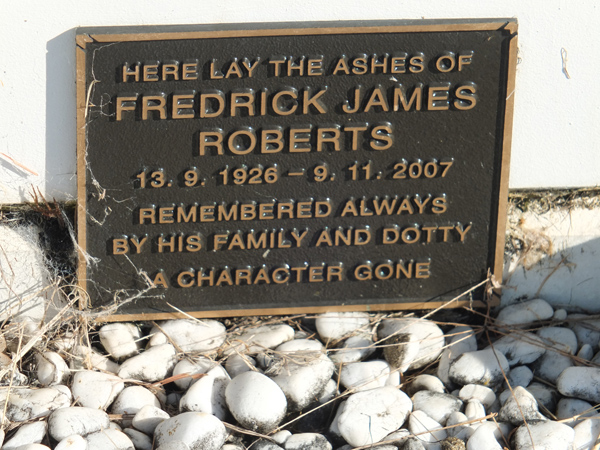 HERE LAY THE ASHES OF
FREDRICK JAMES
ROBERTS
13. 9. 1926 – 9. 11. 2007
REMEMBERED ALWAYS
BY HIS FAMILY AND DOTTY
A CHARACTER GONE